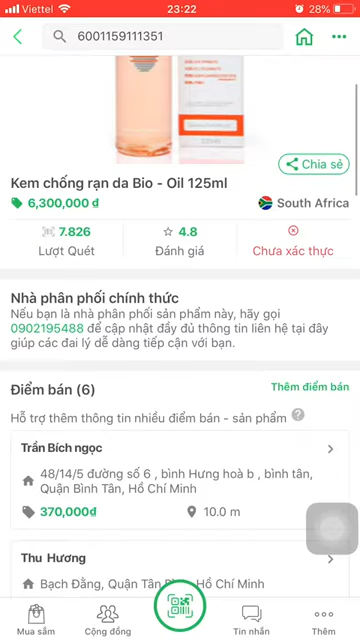 Viettel
23:22
28%
6001159111351
Chia sẻ
Kem chống rạn da Bio - Oil 125ml
6,300,000 đ
South Africa
7.826
4.8
Lượt Quét
Đánh giá
Chưa xác thực
Nhà phân phối chính thức
Nếu bạn là nhà phân phối sản phẩm này, hãy gọi
0902195488 để cập nhật đầy đủ thông tin liên hệ tại đây
giúp các đai lý dễ dàng tiếp cận với bạn.
Điểm bán (6)
Thêm điểm bán
Hỗ trợ thêm thông tin nhiều điểm bán - sản phẩm ?
Trần Bích ngọc
48/14/5 đường số 6 , bình Hưng hoà b , bình tân,
Quận Bình Tân, Hồ Chí Minh
370,000đ
10.0 m
Thu Hương
Bạch Đằng, Quận Tân Hồ Chí Minh
Mua sắm
Cộng đồng
Tin nhắn
Thêm